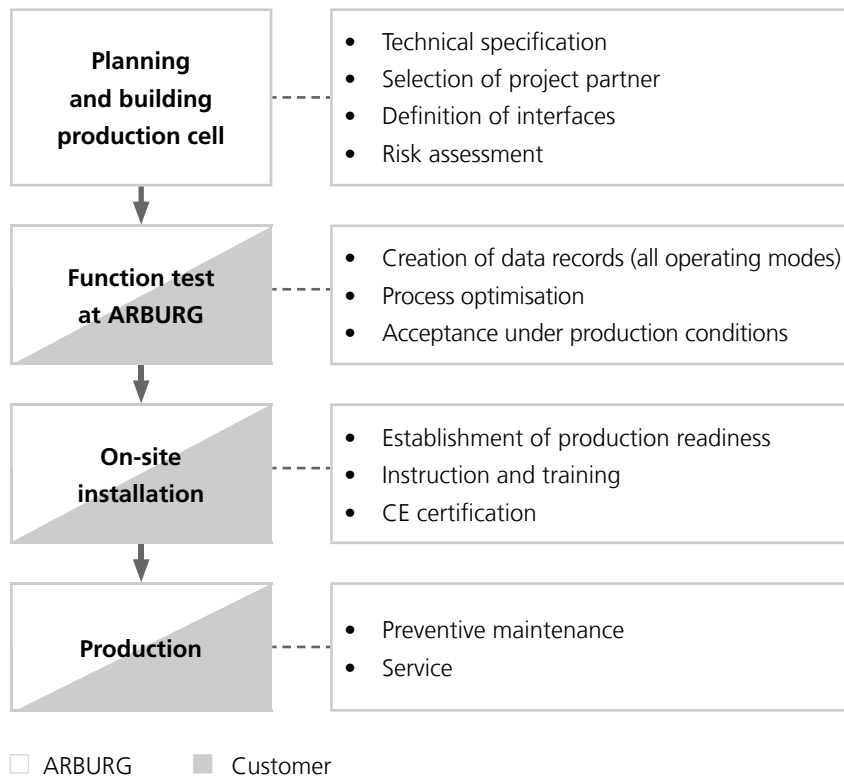 Planning
and building
production cell
• Technical specification
• Selection of project partner
• Definition of interfaces
• Risk assessment
Function test
at ARBURG
• Creation of data records (all operating modes)
• Process optimisation
• Acceptance under production conditions
On-site
installation
• Establishment of production readiness
• Instruction and training
• CE certification
Production
• Preventive maintenance
• Service
ARBURG
Customer